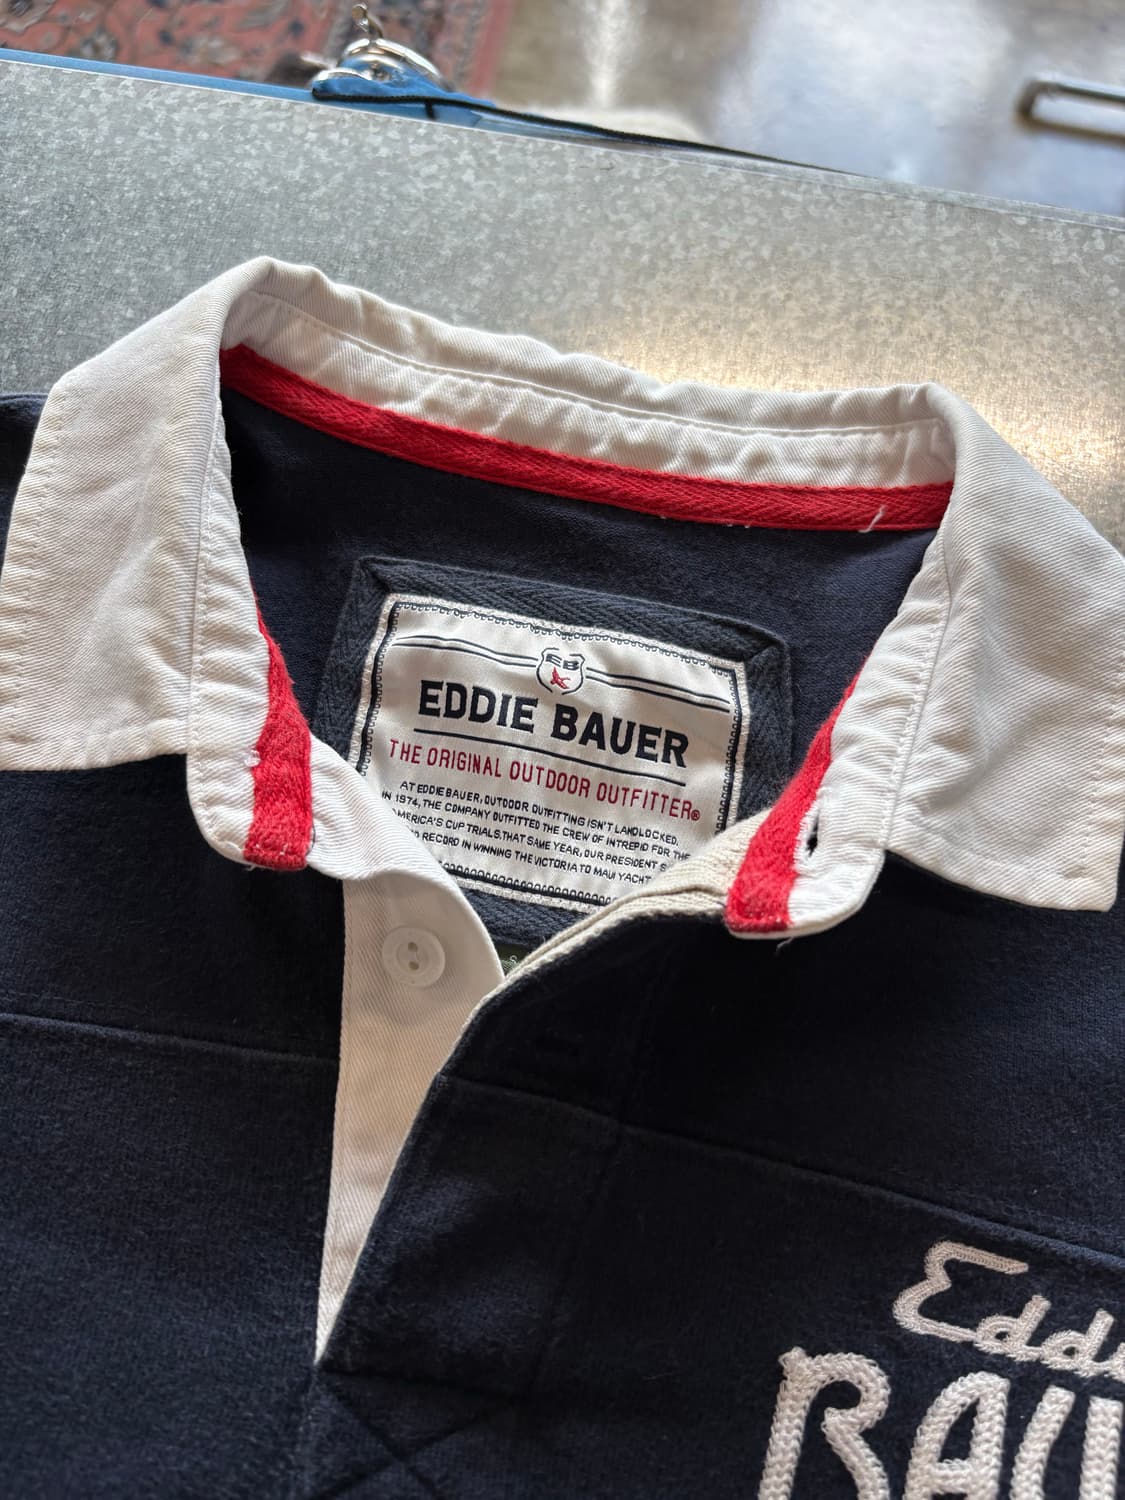 EB
EDDIE BAUER
THE ORIGINAL OUTDOOR OUTFITTER®
AT EDDIE BAUER, OUTDOOR OUTFITTING ISN'T LANDLOCKED.
IN 1974, THE COMPANY OUTFITTED THE CREW OF INTREPID FOR THE
AMERICA'S CUP TRIALS. THAT SAME YEAR, OUR PRESIDENT
RECORD IN WINNING THE VICTORIA TO MAUI YACHT
BAU